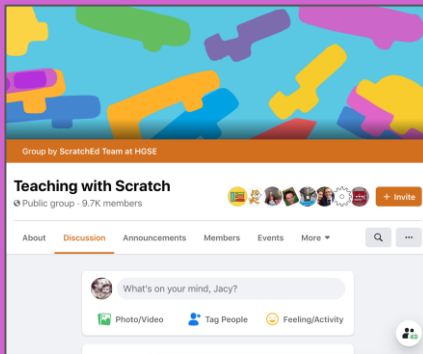 Group by ScratchEd Team at HGSE
Teaching with Scratch
Public group · 9.7K members
+ Invite
About Discussion Announcements Members Events More
What's on your mind, Jacy?
Photo/Video Tag People Feeling/Activity
43